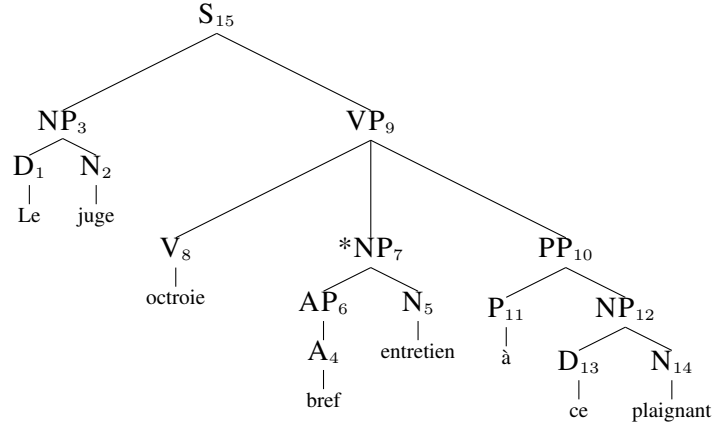 S₁₅
NP₃ VP₉
D₁ N₂
Le juge
V₈ *NP₇ PP₁₀
octroie
AP₆ N₅ P₁₁ NP₁₂
A₄ entretien à D₁₃ N₁₄
bref ce plaignant